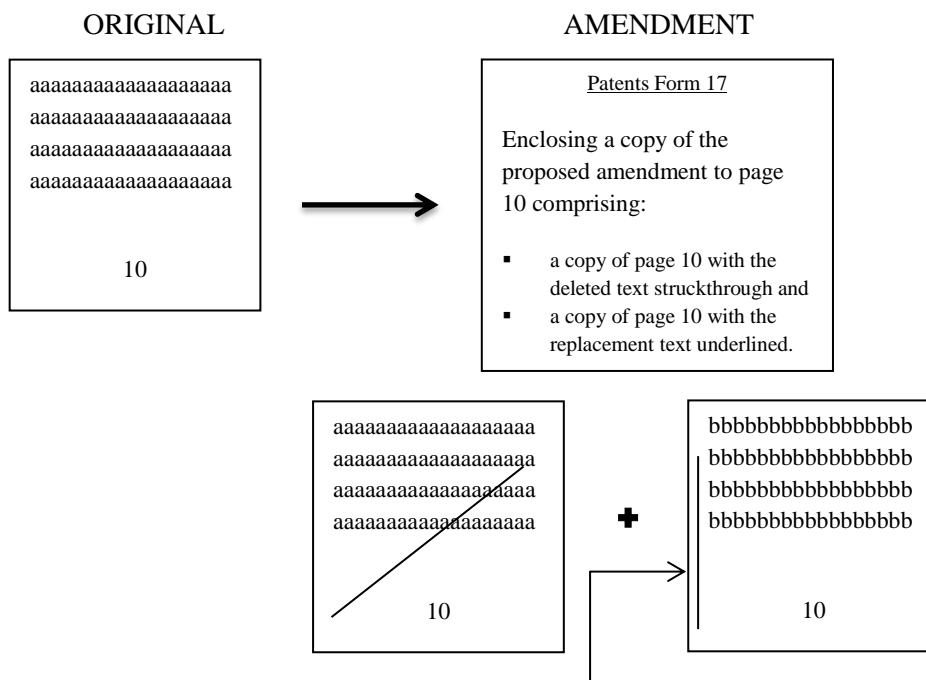 ORIGINAL
AMENDMENT
aaaaaaaaaaaaaaaaaaa
aaaaaaaaaaaaaaaaaaa
aaaaaaaaaaaaaaaaaaa
aaaaaaaaaaaaaaaaaaa
10
Patents Form 17
Enclosing a copy of the
proposed amendment to page
10 comprising:
▪ a copy of page 10 with the
deleted text struckthrough and
▪ a copy of page 10 with the
replacement text underlined.
aaaaaaaaaaaaaaaaaaa
aaaaaaaaaaaaaaaaaaa
aaaaaaaaaaaaaaaaaaa
aaaaaaaaaaaaaaaaaaa
10
bbbbbbbbbbbbbbbbb
bbbbbbbbbbbbbbbbb
bbbbbbbbbbbbbbbbb
bbbbbbbbbbbbbbbbb
10